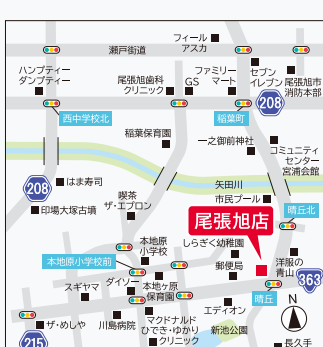 フィール
アスカ
瀬戸街道
ハンプティー
ダンプティー
尾張旭歯科
クリニック
GS
ファミリー
マート
セブン
イレブン
尾張旭市
消防本部
208
西中学校北
稲葉町
稲葉保育園
一之御前神社
コミュニティ
センター
宮浦会館
矢田川
市民プール
208
はま寿司
印場大塚古墳
喫茶
ザ・エプロン
尾張旭店
晴丘北
本地原
小学校
しらぎく幼稚園
本地原小学校前
郵便局
洋服の
青山
363
スギヤマ
ダイソー
本地ヶ原
保育園
晴丘
N
エディオン
ザ・めしや
川島病院
マクドナルド
ひでき・ゆかり
クリニック
新池公園
215
長久手